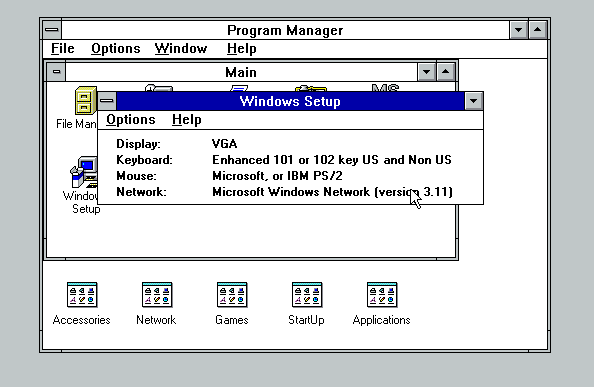 Program Manager
File Options Window Help
Main
Windows Setup
Options Help
File Man
MS
Display: VGA
Keyboard: Enhanced 101 or 102 key US and Non US
Mouse: Microsoft, or IBM PS/2
Network: Microsoft Windows Network (version 3.11)
Window
Setup
Accessories Network Games StartUp Applications